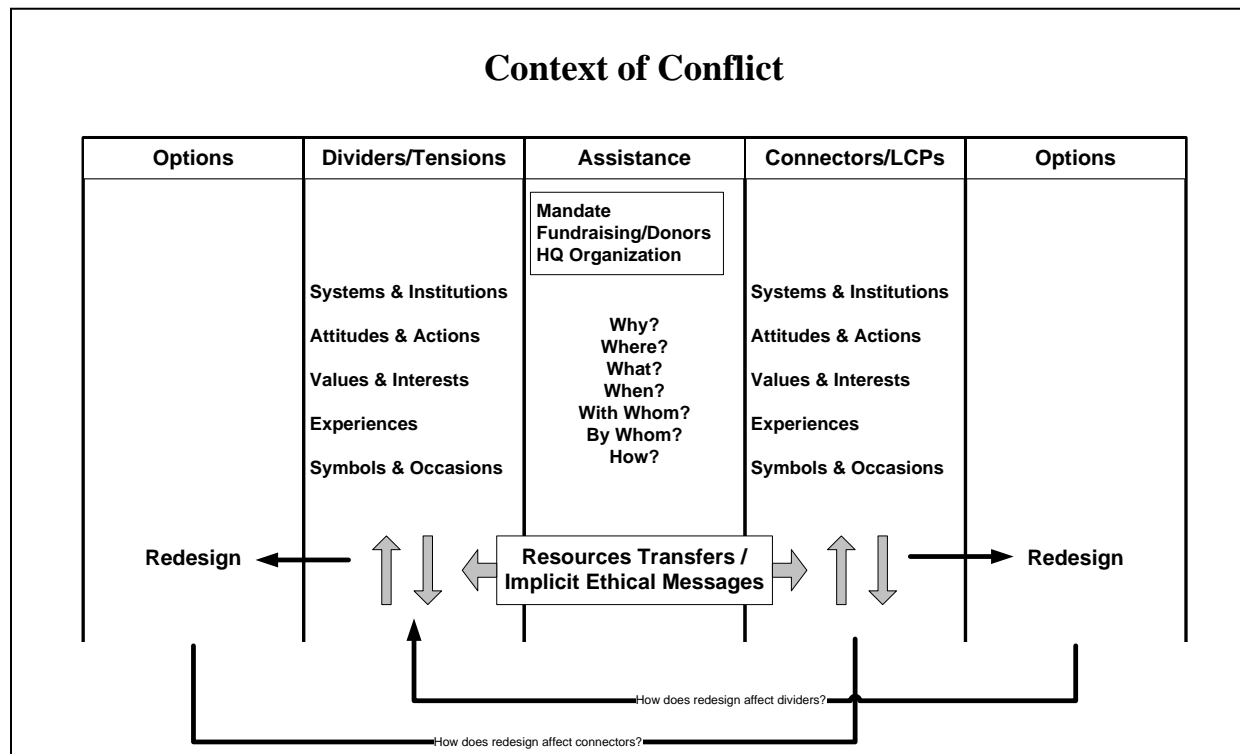 Context of Conflict
Options
Dividers/Tensions
Assistance
Connectors/LCPs
Options
Mandate
Fundraising/Donors
HQ Organization
Systems & Institutions
Attitudes & Actions
Values & Interests
Experiences
Symbols & Occasions
Why?
Where?
What?
When?
With Whom?
By Whom?
How?
Systems & Institutions
Attitudes & Actions
Values & Interests
Experiences
Symbols & Occasions
Redesign
Resources Transfers /
Implicit Ethical Messages
Redesign
How does redesign affect dividers?
How does redesign affect connectors?